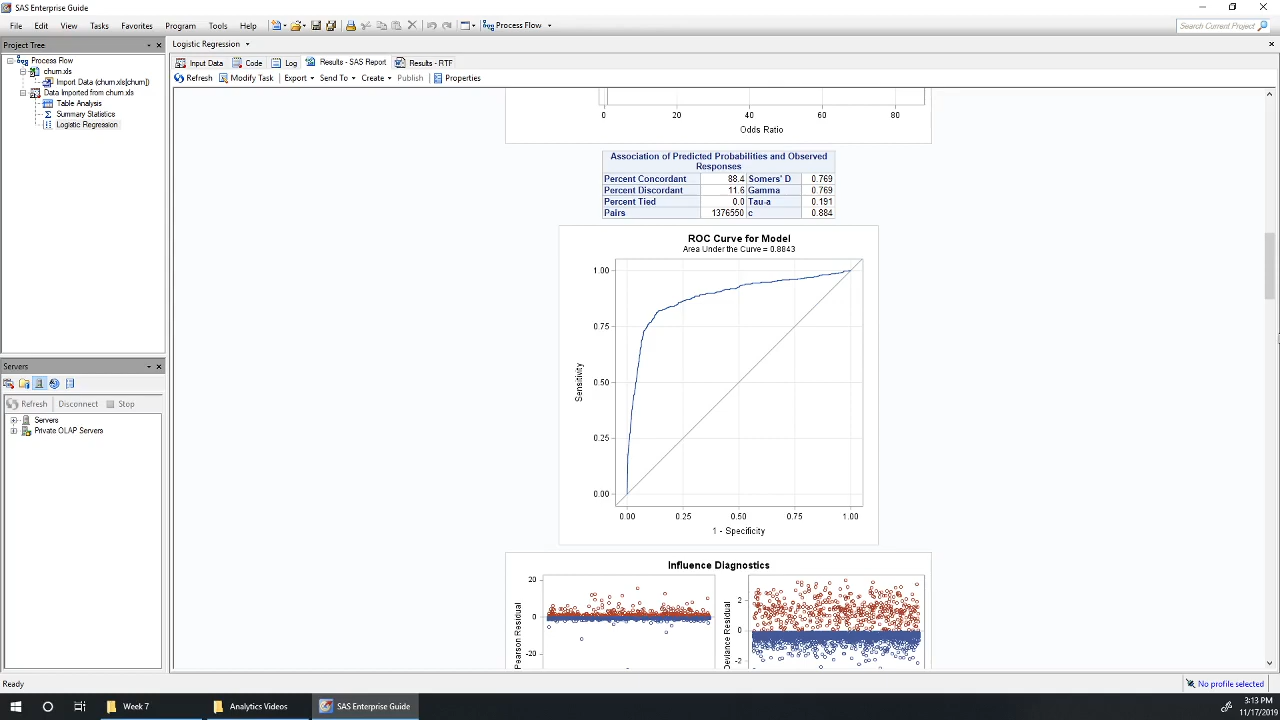 SAS Enterprise Guide
File Edit View Tasks Favorites Program Tools Help Process Flow Search Current Project
Project Tree
Process Flow
churn.xls
Import Data (churn.xls[churn])
Data Imported from churn.xls
Table Analysis
Summary Statistics
Logistic Regression
Servers
Refresh Disconnect Stop
Servers
Private OLAP Servers
Logistic Regression
Input Data Code Log Results - SAS Report Results - RTF
Refresh Modify Task Export Send To Create Publish Properties
0 20 40 60 80
Odds Ratio
Association of Predicted Probabilities and Observed
Responses
Percent Concordant 88.4 Somers' D 0.769
Percent Discordant 11.6 Gamma 0.769
Percent Tied 0.0 Tau-a 0.191
Pairs 1376550 c 0.884
ROC Curve for Model
Area Under the Curve = 0.8843
1.00
0.75
0.50
0.25
0.00
Sensitivity
0.00 0.25 0.50 0.75 1.00
1 - Specificity
Influence Diagnostics
20
0
-20
Pearson Residual
2
0
-2
Deviance Residual
Ready
No profile selected
Week 7 Analytics Videos SAS Enterprise Guide
3:13 PM
11/17/2019